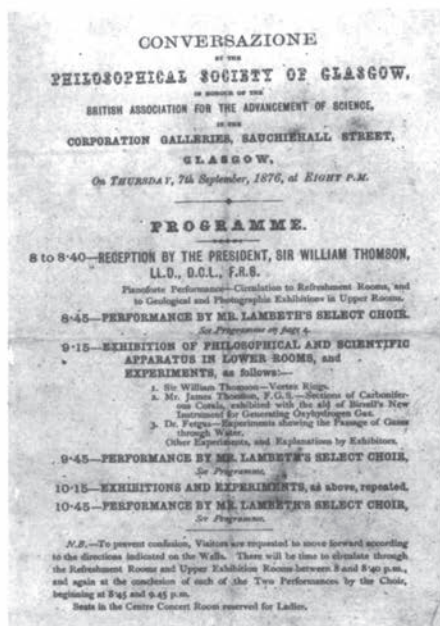 CONVERSAZIONE
BY THE
PHILOSOPHICAL SOCIETY OF GLASGOW,
IN HONOUR OF THE
BRITISH ASSOCIATION FOR THE ADVANCEMENT OF SCIENCE,
IN THE
CORPORATION GALLERIES, SAUCHIEHALL STREET,
GLASGOW,
On THURSDAY, 7th September, 1876, at EIGHT P.M.
PROGRAMME.
8 to 8·40—RECEPTION BY THE PRESIDENT, SIR WILLIAM THOMSON,
LL.D., D.C.L., F.R.S.
Pianoforte Performance—Circulation to Refreshment Rooms, and
to Geological and Photographic Exhibitions in Upper Rooms.
8·45—PERFORMANCE BY MR. LAMBETH'S SELECT CHOIR.
See Programme on page 4.
9·15—EXHIBITION OF PHILOSOPHICAL AND SCIENTIFIC
APPARATUS IN LOWER ROOMS, and
EXPERIMENTS, as follows:—
1. Sir William Thomson—Vortex Rings.
2. Mr. James Thomson, F.G.S.—Sections of Carbonifer-
ous Corals, exhibited with the aid of Birrell's New
Instrument for Generating Oxyhydrogen Gas.
3. Dr. Fergus—Experiments showing the Passage of Gases
through Water.
Other Experiments, and Explanations by Exhibitors.
9·45—PERFORMANCE BY MR. LAMBETH'S SELECT CHOIR,
See Programme.
10·15—EXHIBITIONS AND EXPERIMENTS, as above, repeated.
10·45—PERFORMANCE BY MR. LAMBETH'S SELECT CHOIR,
See Programme.
N.B.—To prevent confusion, Visitors are requested to move forward according
to the directions indicated on the Walls. There will be time to circulate through
the Refreshment Rooms and Upper Exhibition Rooms between 8 and 8·40 p.m.,
and again at the conclusion of each of the Two Performances by the Choir,
beginning at 8·45 and 9.45 p.m.
Seats in the Centre Concert Room reserved for Ladies.